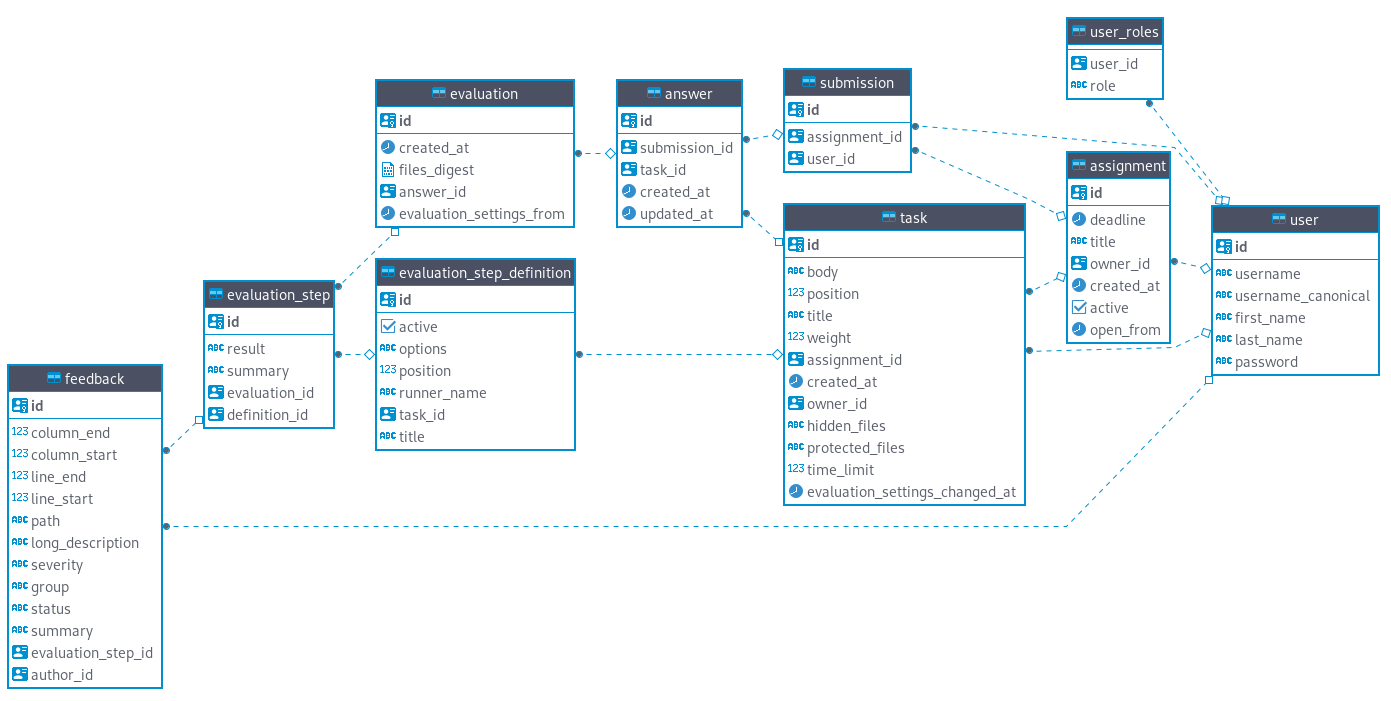 user_roles
user_id
ABC role
evaluation
id
created_at
files_digest
answer_id
evaluation_settings_from
answer
id
submission_id
task_id
created_at
updated_at
submission
id
assignment_id
user_id
assignment
id
deadline
ABC title
owner_id
created_at
active
open_from
user
id
ABC username
ABC username_canonical
ABC first_name
ABC last_name
ABC password
task
id
ABC body
123 position
ABC title
123 weight
assignment_id
created_at
owner_id
ABC hidden_files
ABC protected_files
123 time_limit
evaluation_settings_changed_at
evaluation_step_definition
id
active
ABC options
123 position
ABC runner_name
task_id
ABC title
evaluation_step
id
ABC result
ABC summary
evaluation_id
definition_id
feedback
id
123 column_end
123 column_start
123 line_end
123 line_start
ABC path
ABC long_description
ABC severity
ABC group
ABC status
ABC summary
evaluation_step_id
author_id